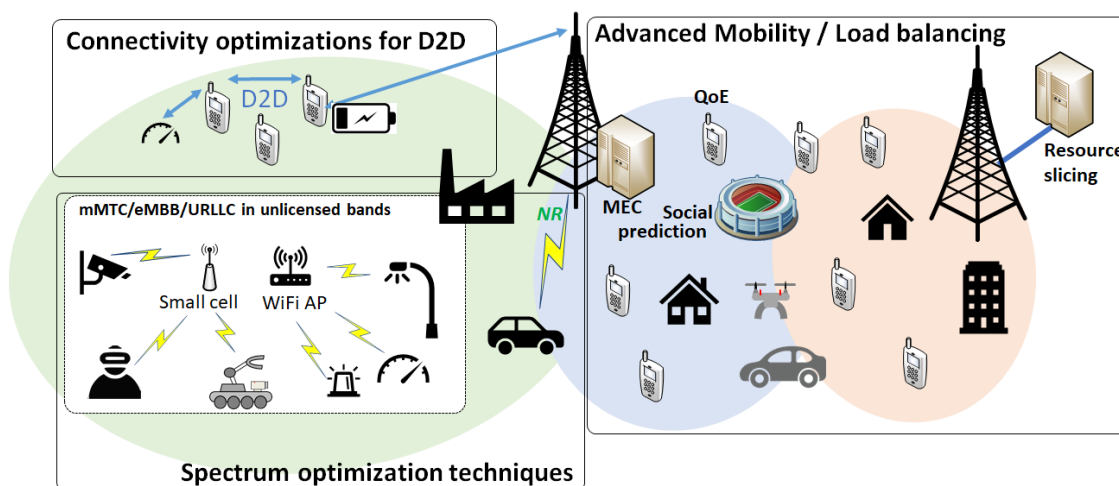 Connectivity optimizations for D2D
D2D
Advanced Mobility / Load balancing
QoE
MEC
Social
prediction
Resource
slicing
NR
mMTC/eMBB/URLLC in unlicensed bands
Small cell
WiFi AP
Spectrum optimization techniques